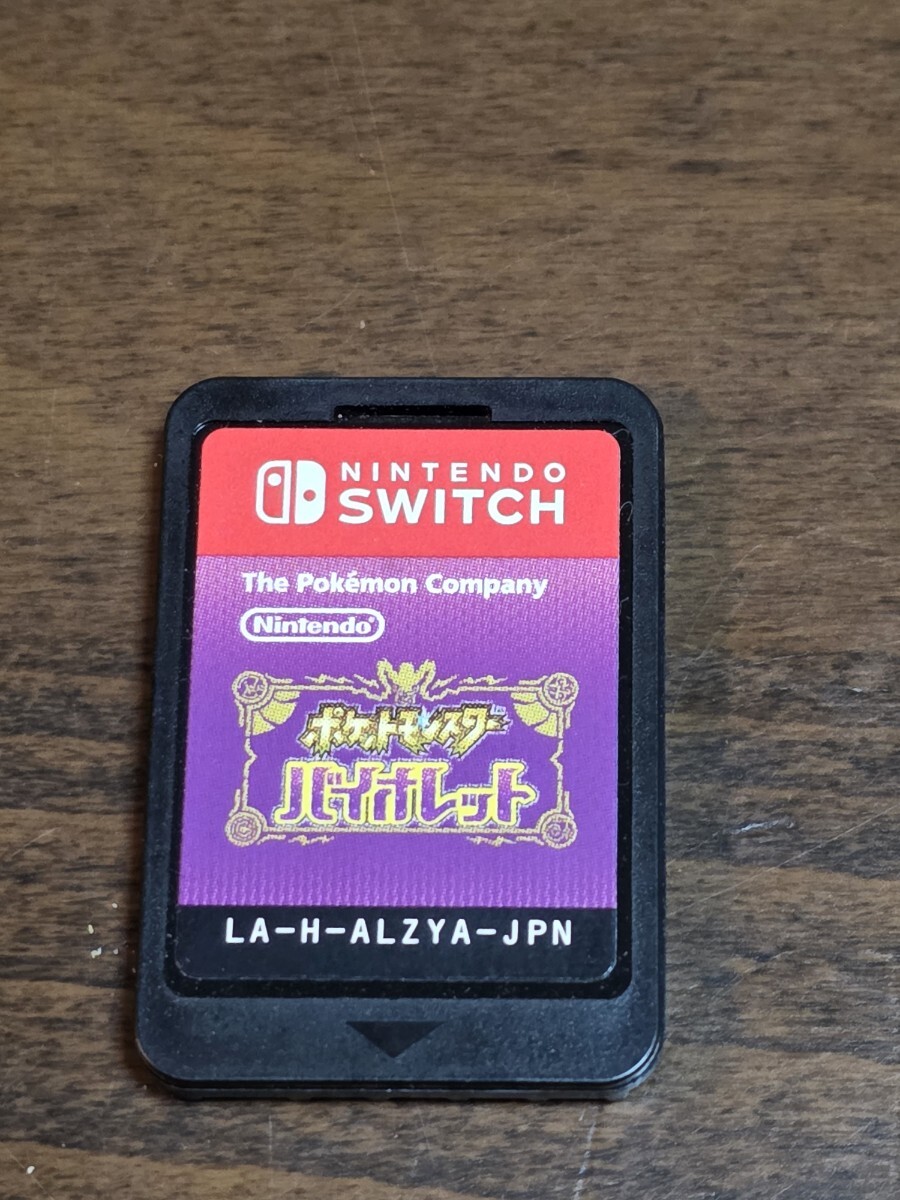 NINTENDO
SWITCH
The Pokémon Company
Nintendo®
ポケットモンスター
バイオレット
LA-H-ALZYA-JPN